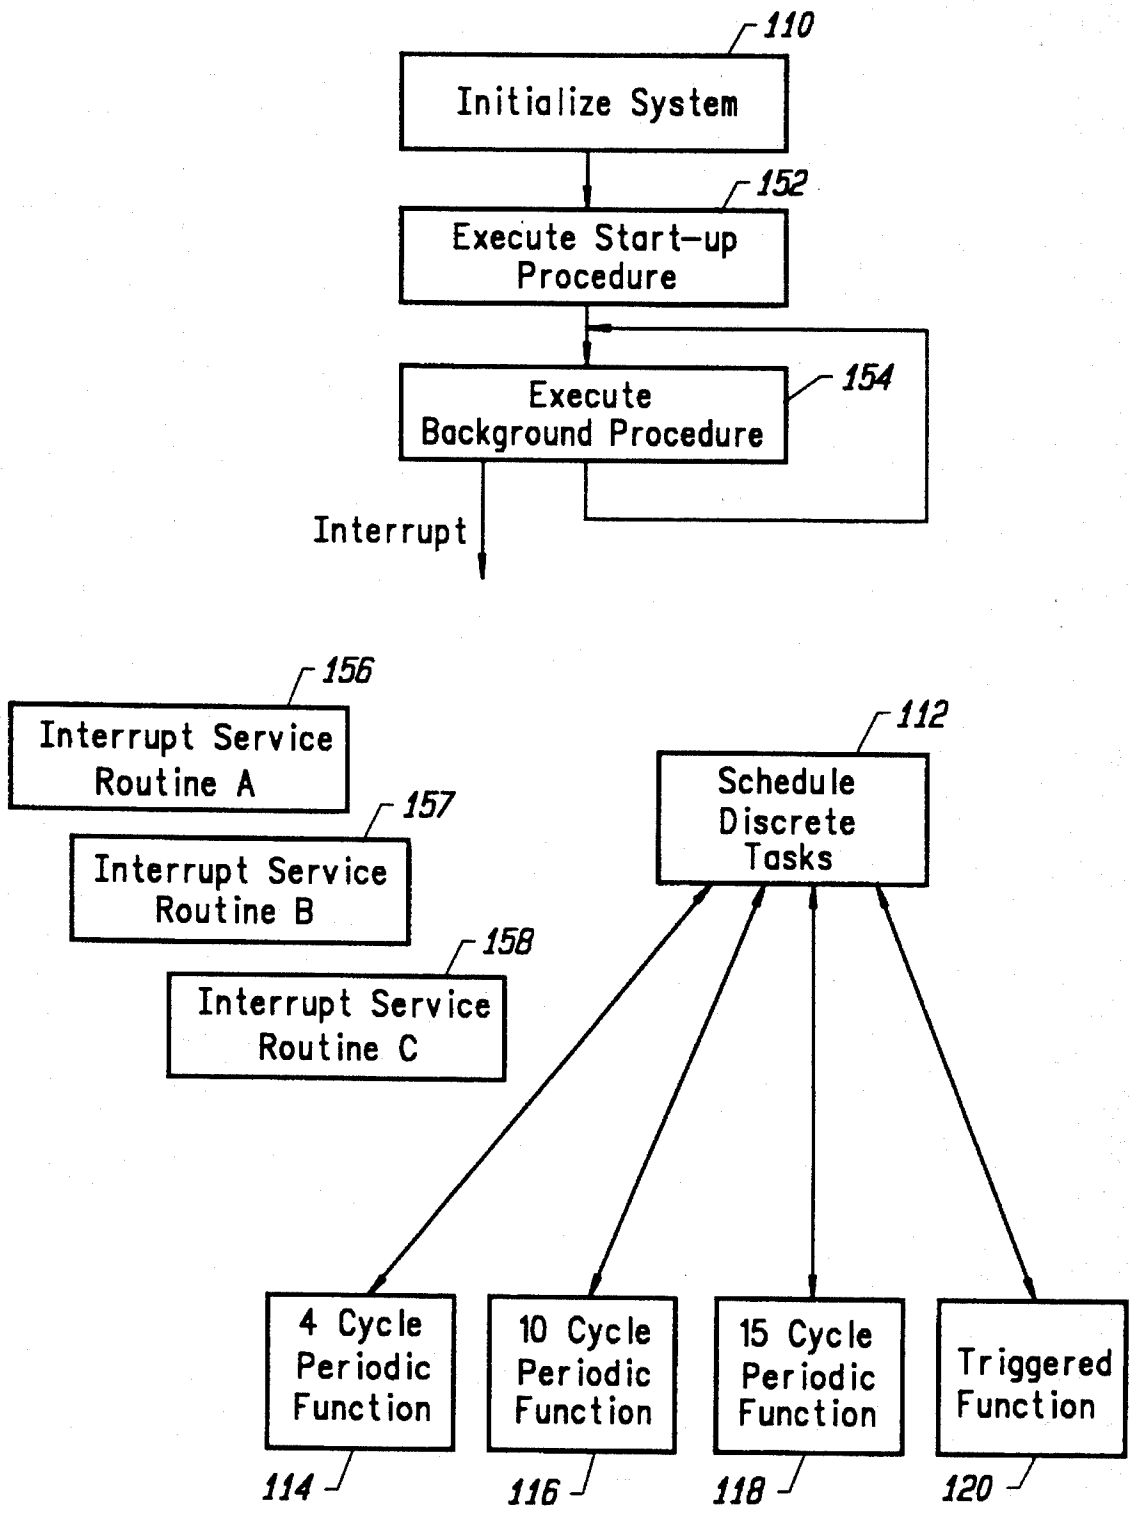 110
Initialize System
152
Execute Start-up
Procedure
154
Execute
Background Procedure
Interrupt
156
Interrupt Service
Routine A
157
Interrupt Service
Routine B
158
Interrupt Service
Routine C
112
Schedule
Discrete
Tasks
4 Cycle
Periodic
Function
114
10 Cycle
Periodic
Function
116
15 Cycle
Periodic
Function
118
Triggered
Function
120